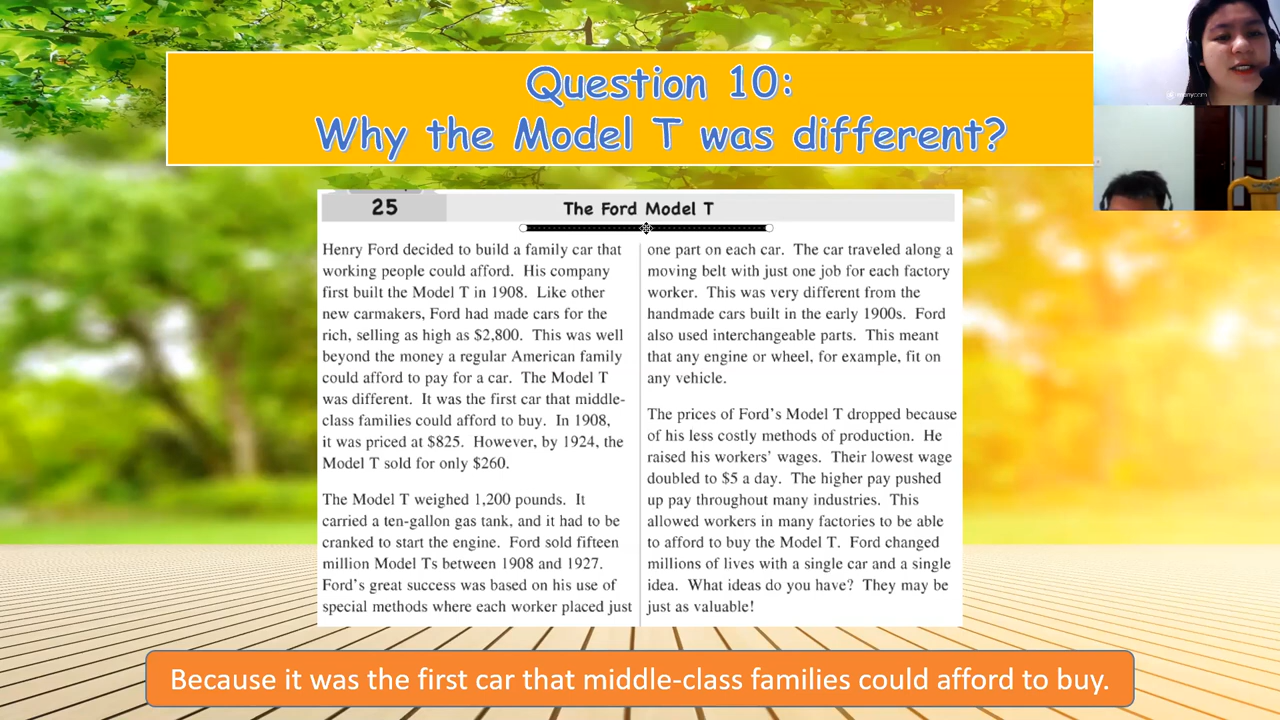 Question 10:
Why the Model T was different?
25
The Ford Model T
Henry Ford decided to build a family car that
working people could afford. His company
first built the Model T in 1908. Like other
new carmakers, Ford had made cars for the
rich, selling as high as $2,800. This was well
beyond the money a regular American family
could afford to pay for a car. The Model T
was different. It was the first car that middle-
class families could afford to buy. In 1908,
it was priced at $825. However, by 1924, the
Model T sold for only $260.
The Model T weighed 1,200 pounds. It
carried a ten-gallon gas tank, and it had to be
cranked to start the engine. Ford sold fifteen
million Model Ts between 1908 and 1927.
Ford's great success was based on his use of
special methods where each worker placed just
one part on each car. The car traveled along a
moving belt with just one job for each factory
worker. This was very different from the
handmade cars built in the early 1900s. Ford
also used interchangeable parts. This meant
that any engine or wheel, for example, fit on
any vehicle.
The prices of Ford's Model T dropped because
of his less costly methods of production. He
raised his workers' wages. Their lowest wage
doubled to $5 a day. The higher pay pushed
up pay throughout many industries. This
allowed workers in many factories to be able
to afford to buy the Model T. Ford changed
millions of lives with a single car and a single
idea. What ideas do you have? They may be
just as valuable!
Because it was the first car that middle-class families could afford to buy.